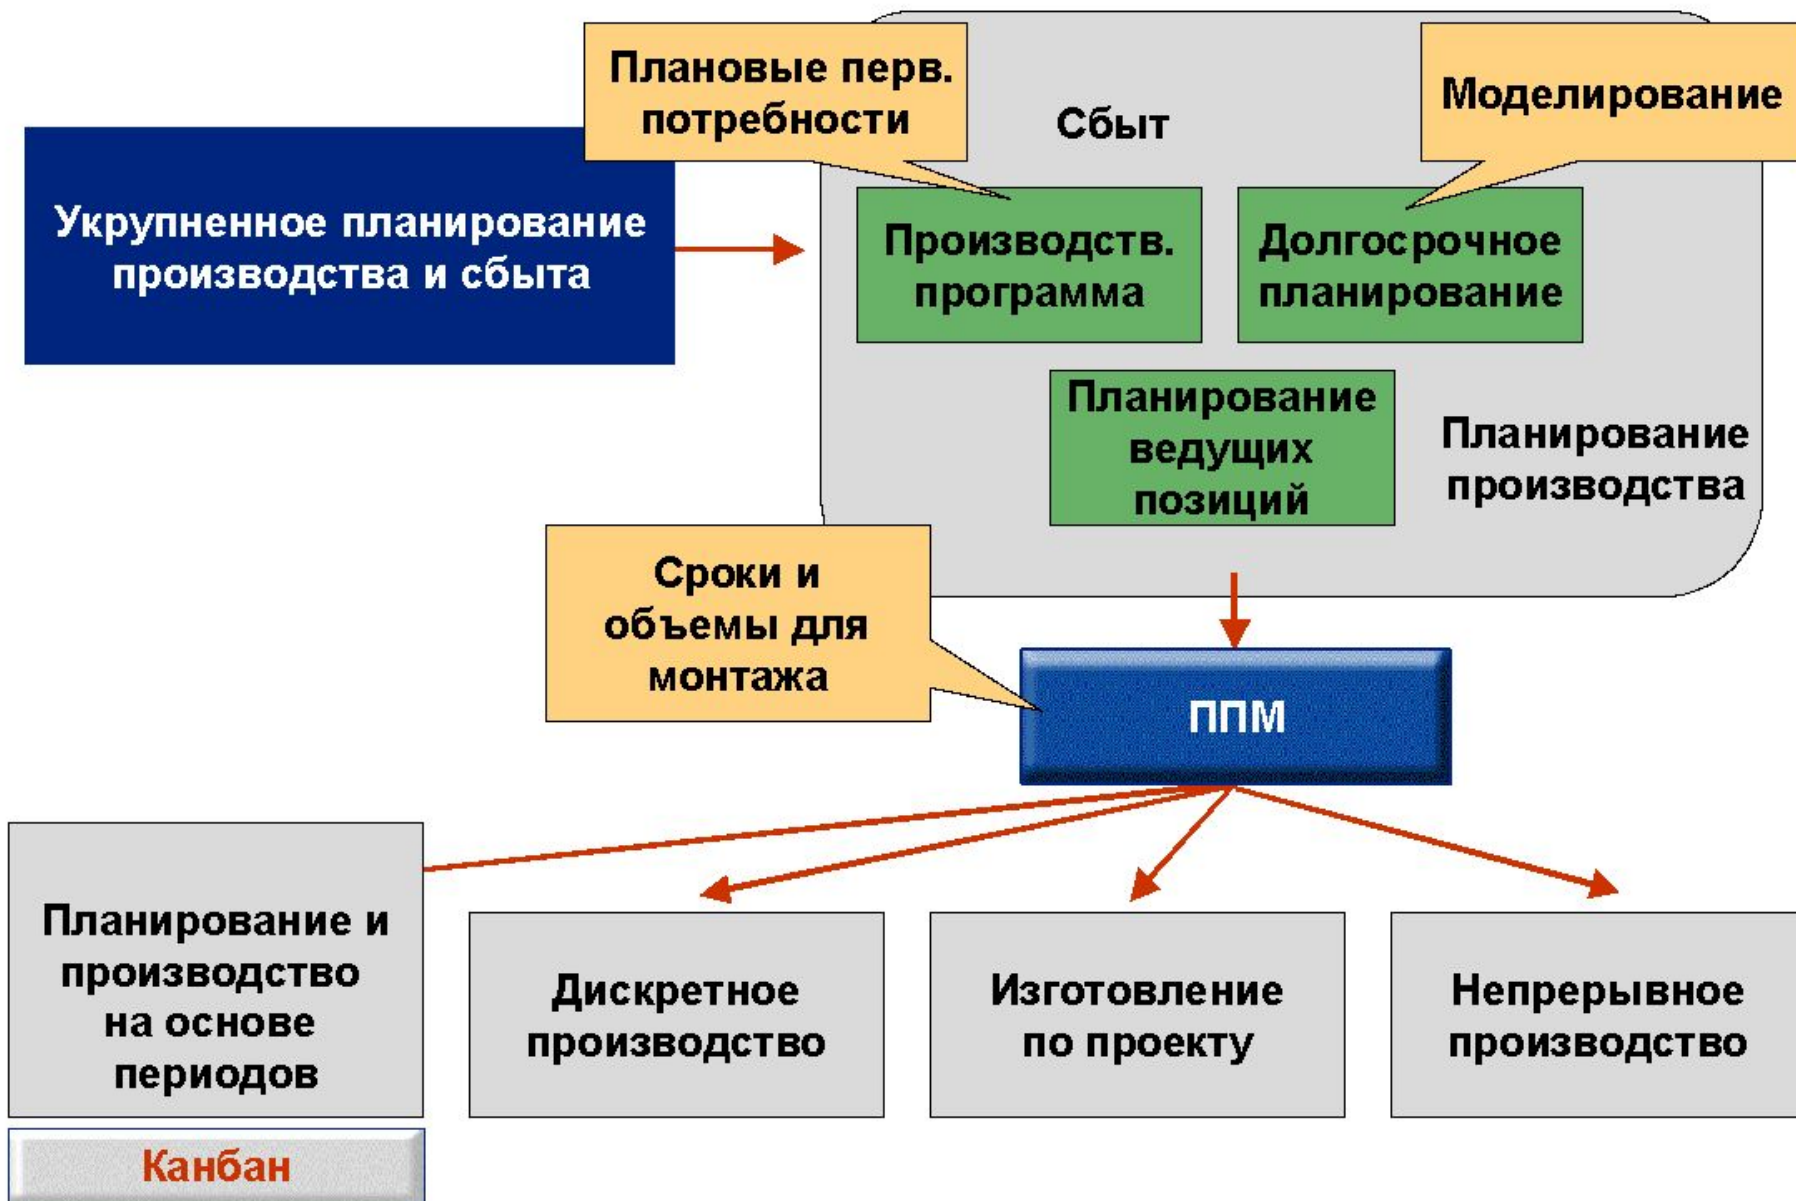 Плановые перв.
потребности
Сбыт
Моделирование
Укрупненное планирование
производства и сбыта
Производств.
программа
Долгосрочное
планирование
Планирование
ведущих
позиций
Планирование
производства
Сроки и
объемы для
монтажа
ППМ
Планирование и
производство
на основе
периодов
Дискретное
производство
Изготовление
по проекту
Непрерывное
производство
Канбан